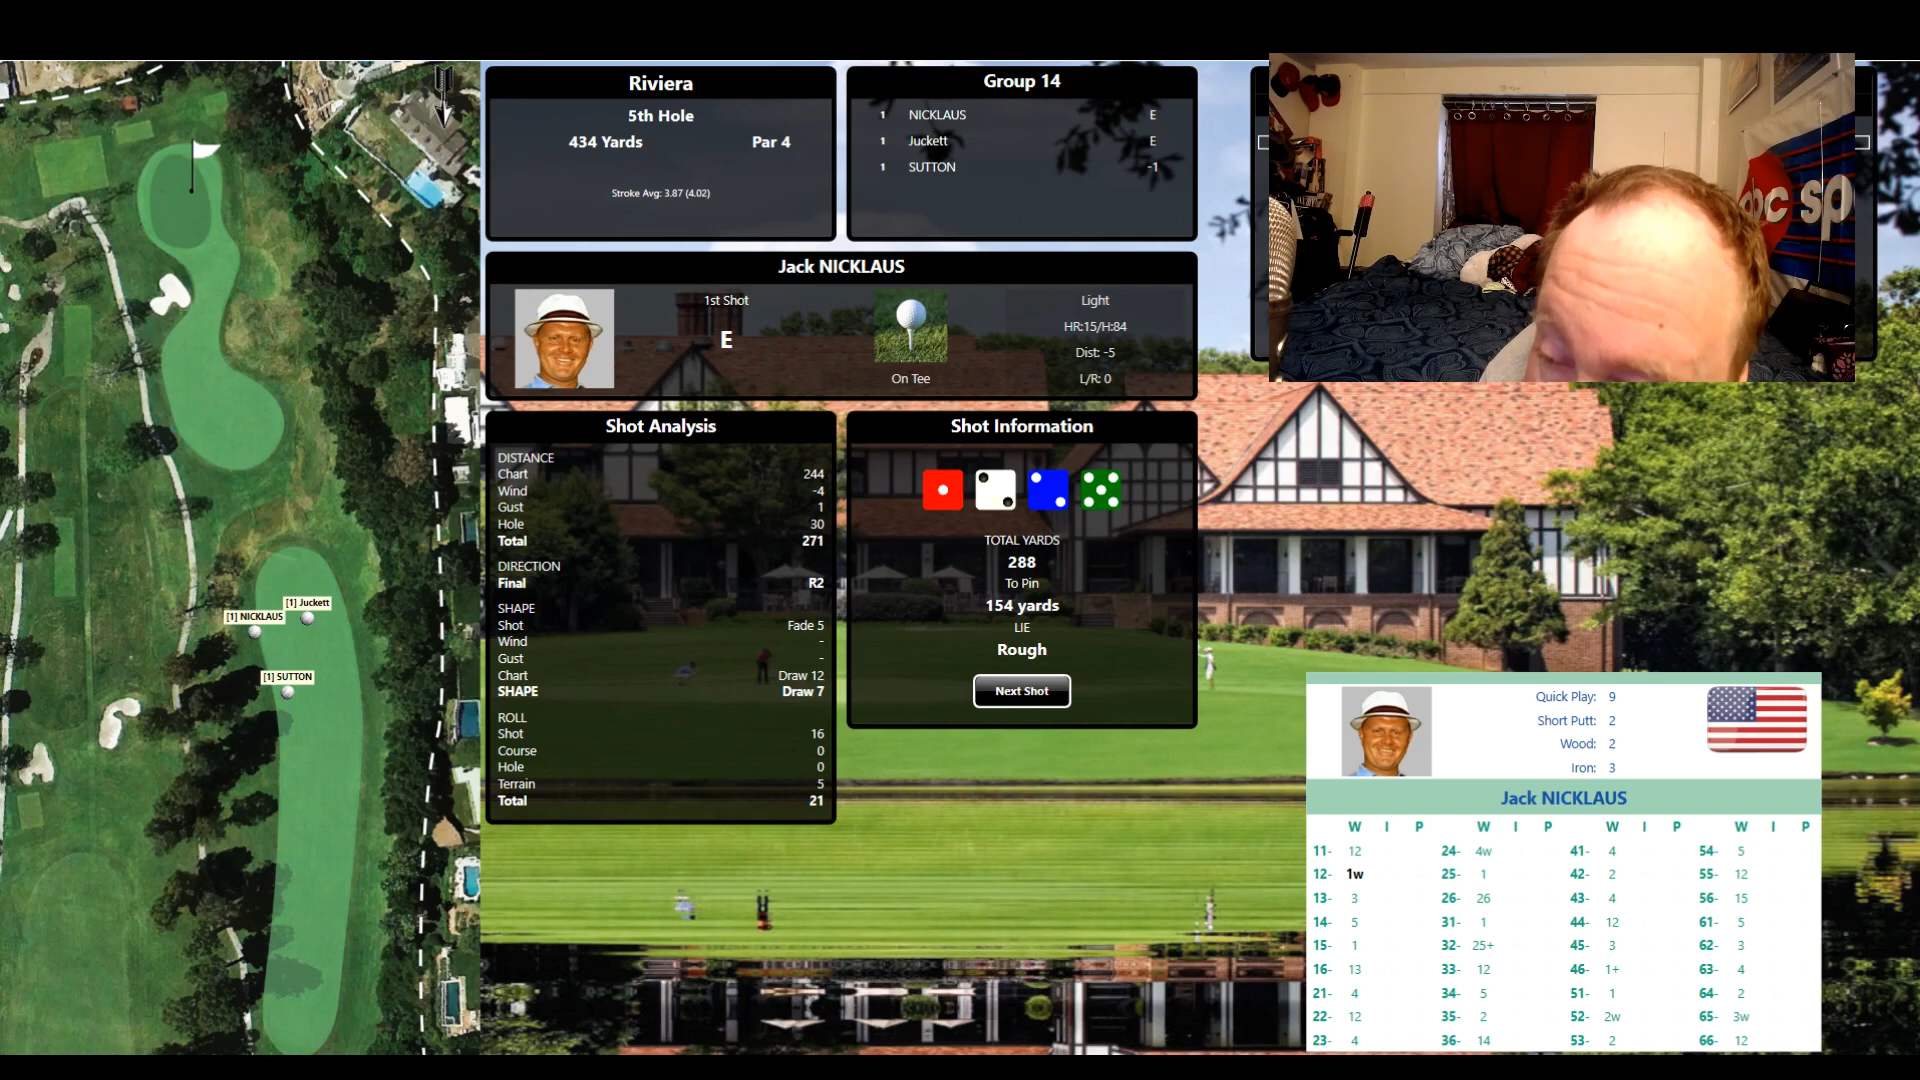 Riviera
5th Hole
434 Yards Par 4
Stroke Avg: 3.87 (4.02)
Group 14
1 NICKLAUS E
1 Juckett E
1 SUTTON -1
Jack NICKLAUS
1st Shot
E
On Tee
Light
HR:15/H:84
Dist: -5
L/R: 0
Shot Analysis
DISTANCE
Chart 244
Wind -4
Gust 1
Hole 30
Total 271
DIRECTION
Final R2
SHAPE
Shot Fade 5
Wind -
Gust -
Chart Draw 12
SHAPE Draw 7
ROLL
Shot 16
Course 0
Hole 0
Terrain 5
Total 21
Shot Information
TOTAL YARDS
288
To Pin
154 yards
LIE
Rough
Next Shot
[1] Juckett
[1] NICKLAUS
[1] SUTTON
abc sp
Quick Play: 9
Short Putt: 2
Wood: 2
Iron: 3
Jack NICKLAUS
W I P W I P W I P W I P
11- 12 24- 4w 41- 4 54- 5
12- 1w 25- 1 42- 2 55- 12
13- 3 26- 26 43- 4 56- 15
14- 5 31- 1 44- 12 61- 5
15- 1 32- 25+ 45- 3 62- 3
16- 13 33- 12 46- 1+ 63- 4
21- 4 34- 5 51- 1 64- 2
22- 12 35- 2 52- 2w 65- 3w
23- 4 36- 14 53- 2 66- 12